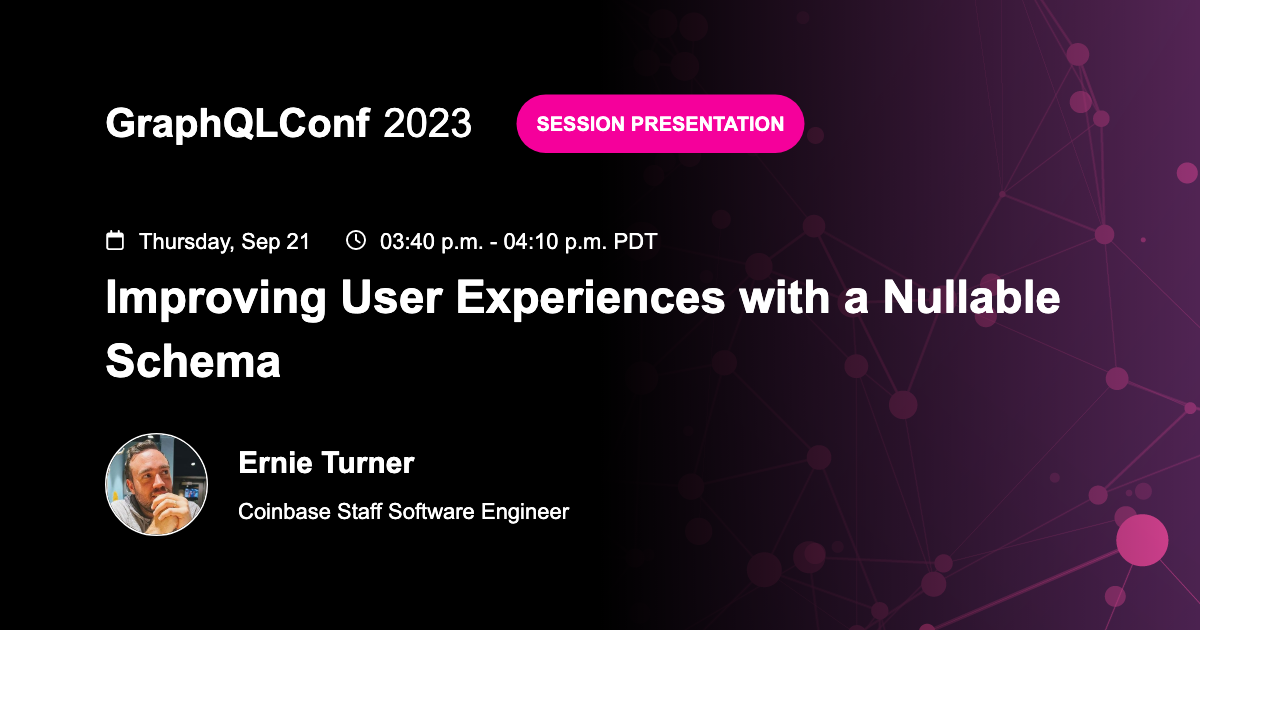 GraphQLConf 2023
SESSION PRESENTATION
Thursday, Sep 21
03:40 p.m. - 04:10 p.m. PDT
Improving User Experiences with a Nullable
Schema
Ernie Turner
Coinbase Staff Software Engineer